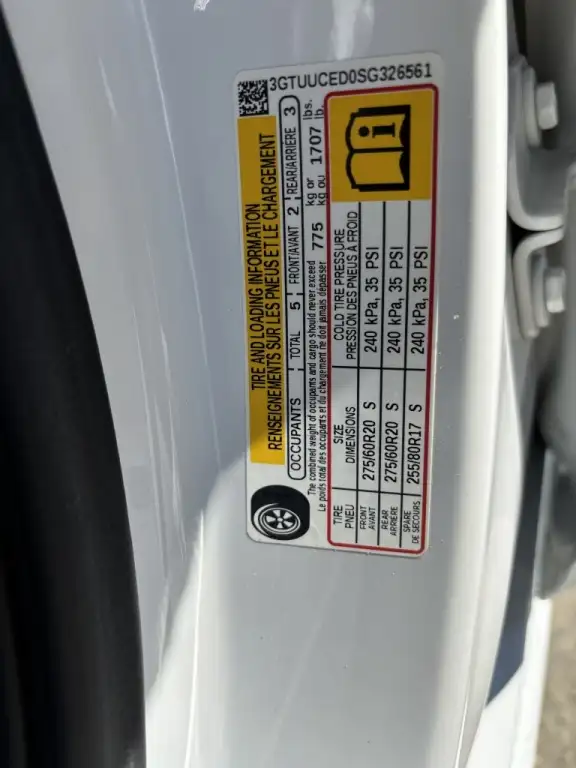 3GTUUCED0SG326561
TIRE AND LOADING INFORMATION
RENSEIGNEMENTS SUR LES PNEUS ET LE CHARGEMENT
OCCUPANTS TOTAL 5 FRONT/AVANT 2 REAR/ARRIÈRE 3
The combined weight of occupants and cargo should never exceed 775 kg or 1707 lbs.
Le poids total des occupants et du chargement ne doit jamais dépasser kg ou lb.
TIRE SIZE COLD TIRE PRESSURE
PNEU DIMENSIONS PRESSION DES PNEUS À FROID
FRONT 275/60R20 S 240 kPa, 35 PSI
AVANT
REAR 275/60R20 S 240 kPa, 35 PSI
ARRIÈRE
SPARE 255/80R17 S 240 kPa, 35 PSI
DE SECOURS